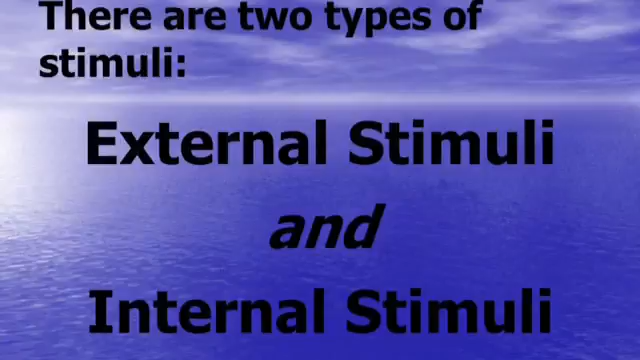 There are two types of
stimuli:
External Stimuli
and
Internal Stimuli